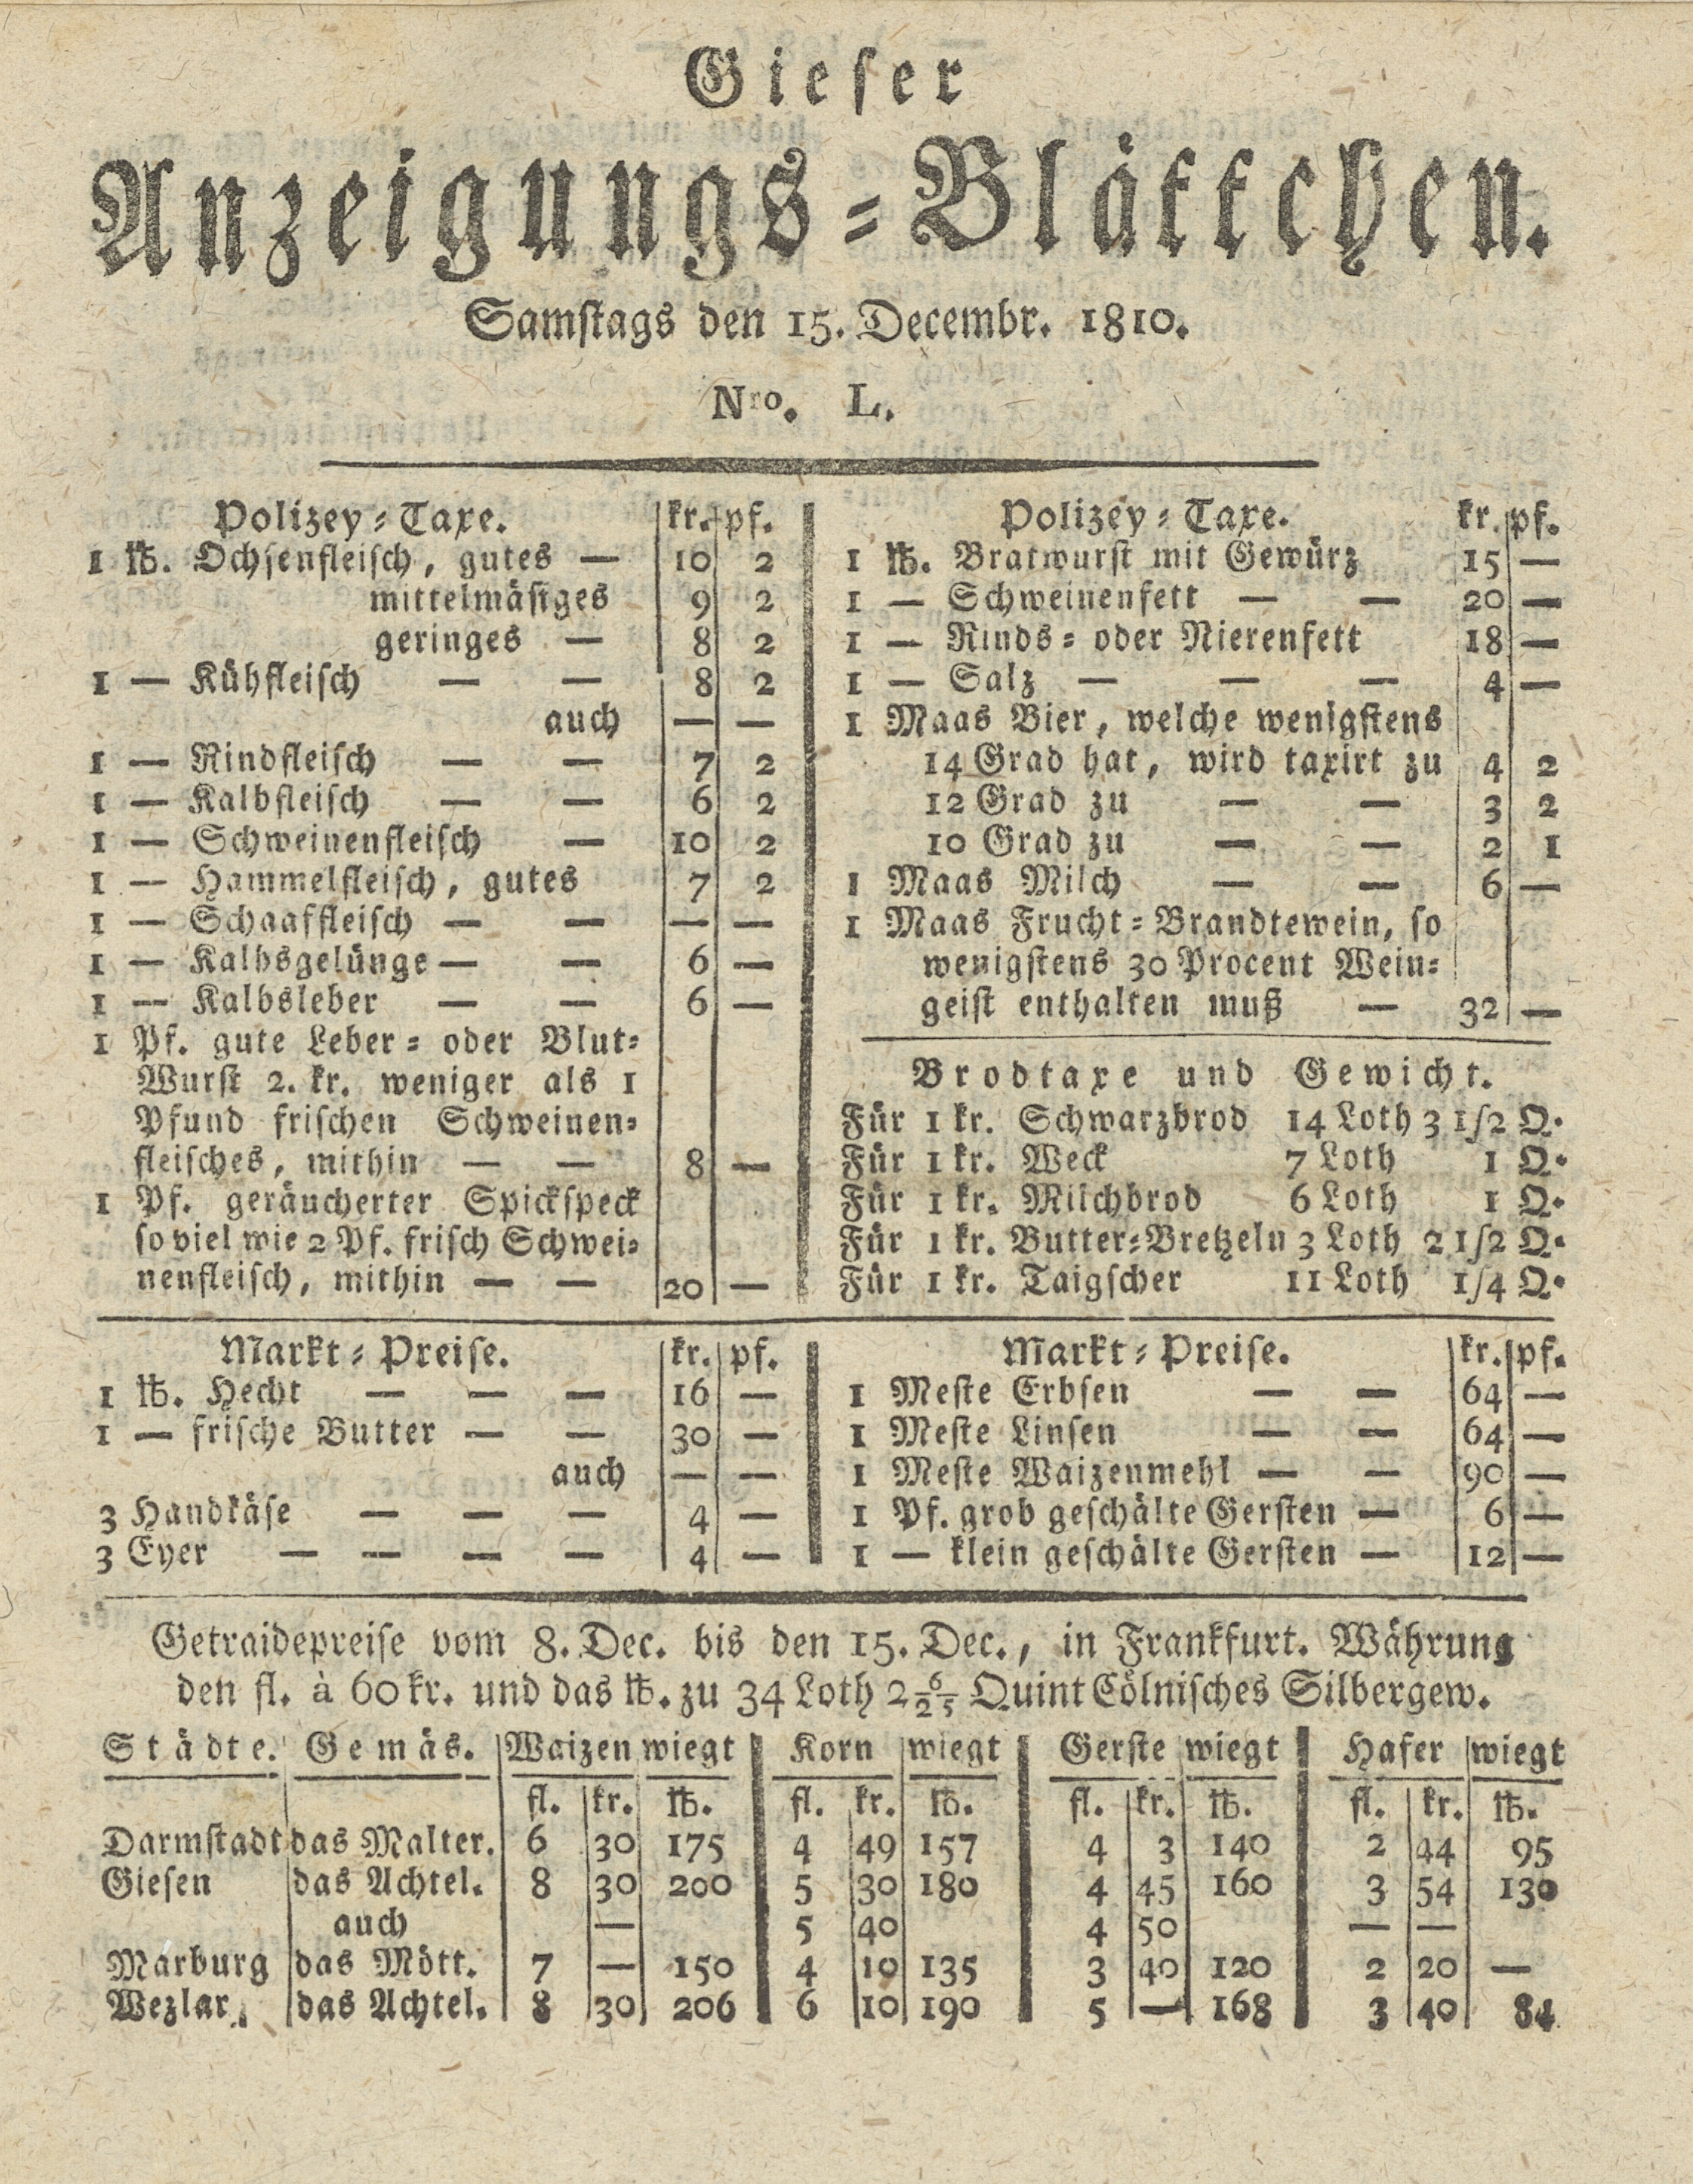 Gieser
Anzeigungs-Blättchen.
Samstags den 15. Decembr. 1810.
Nro. L.
Polizey-Taxe. kr. pf.
1 ℔. Ochsenfleisch, gutes — 10 2
mittelmäsiges 9 2
geringes — 8 2
1 — Kühfleisch — — 8 2
auch — —
1 — Rindfleisch — — 7 2
1 — Kalbfleisch — — 6 2
1 — Schweinenfleisch — 10 2
1 — Hammelfleisch, gutes 7 2
1 — Schaaffleisch — — — —
1 — Kalbsgelünge — — 6 —
1 — Kalbsleber — — 6 —
1 Pf. gute Leber- oder Blut-
Wurst 2. kr. weniger als 1
Pfund frischen Schweinen-
fleisches, mithin — — 8 —
1 Pf. geräucherter Spickspeck
so viel wie 2 Pf. frisch Schwei-
nenfleisch, mithin — — 20 —
Polizey-Taxe. kr. pf.
1 ℔. Bratwurst mit Gewürz 15 —
1 — Schweinenfett — — 20 —
1 — Rinds- oder Nierenfett 18 —
1 — Salz — — — 4 —
1 Maas Bier, welche wenigstens
14 Grad hat, wird taxirt zu 4 2
12 Grad zu — — 3 2
10 Grad zu — — 2 1
1 Maas Milch — — 6 —
1 Maas Frucht-Brandtewein, so
wenigstens 30 Procent Wein-
geist enthalten muß — 32 —
Brodtaxe und Gewicht.
Für 1 kr. Schwarzbrod 14 Loth 3 1/2 Q.
Für 1 kr. Weck 7 Loth 1 Q.
Für 1 kr. Milchbrod 6 Loth 1 Q.
Für 1 kr. Butter-Bretzeln 3 Loth 2 1/2 Q.
Für 1 kr. Taigscher 11 Loth 1/4 Q.
Markt-Preise. kr. pf.
1 ℔. Hecht — — — 16 —
1 — frische Butter — — 30 —
auch — —
3 Handkäse — — — 4 —
3 Eyer — — — — 4 —
Markt-Preise. kr. pf.
1 Meste Erbsen — — 64 —
1 Meste Linsen — — 64 —
1 Meste Waizenmehl — — 90 —
1 Pf. grob geschälte Gersten — 6 —
1 — klein geschälte Gersten — 12 —
Getraidepreise vom 8. Dec. bis den 15. Dec., in Frankfurt. Währung
den fl. à 60 kr. und das ℔. zu 34 Loth 2 6/25 Quint Cölnisches Silbergew.
Städte. Gemäs. Waizen wiegt Korn wiegt Gerste wiegt Hafer wiegt
fl. kr. ℔. fl. kr. ℔. fl. kr. ℔. fl. kr. ℔.
Darmstadt das Malter. 6 30 175 4 49 157 4 3 140 2 44 95
Giesen das Achtel. 8 30 200 5 30 180 4 45 160 3 54 130
auch — 5 40 4 50 — —
Marburg das Mött. 7 — 150 4 10 135 3 40 120 2 20 —
Wezlar. das Achtel. 8 30 206 6 10 190 5 — 168 3 40 84